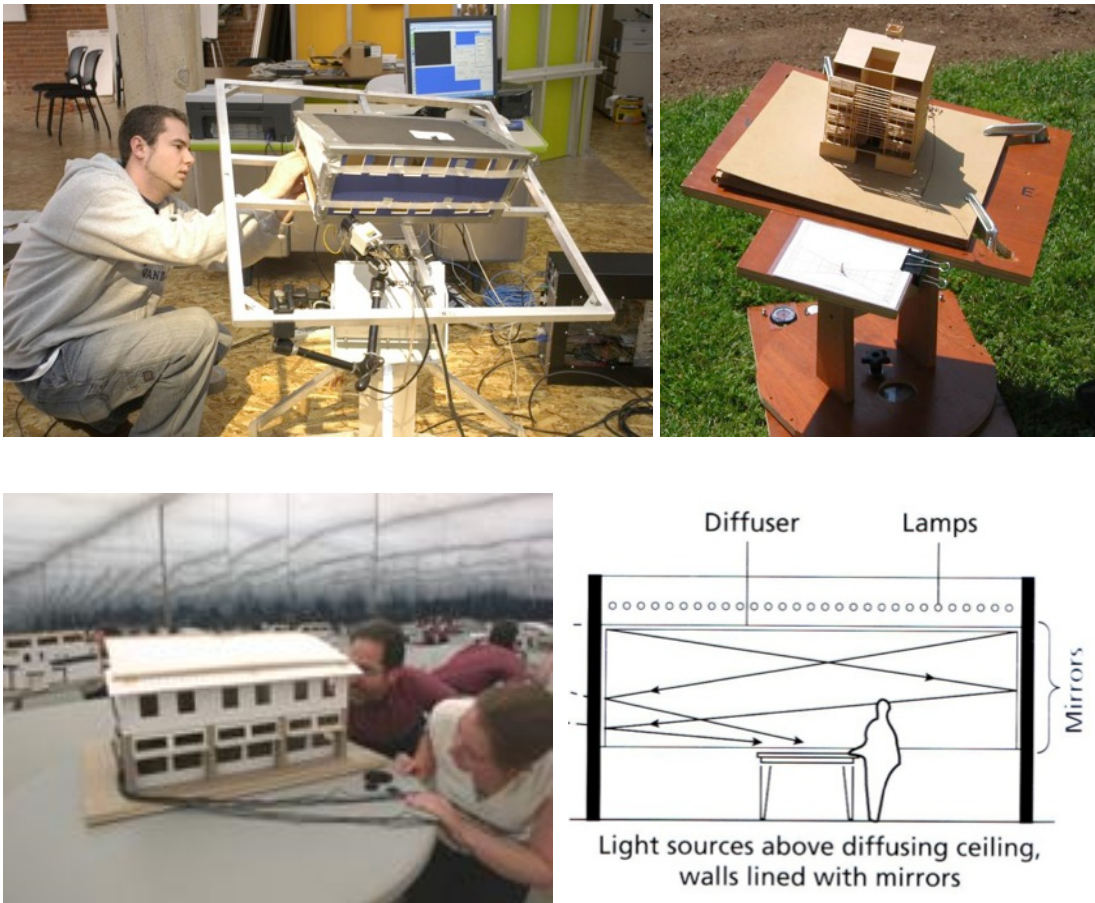 E
Diffuser
Lamps
Mirrors
Light sources above diffusing ceiling,
walls lined with mirrors